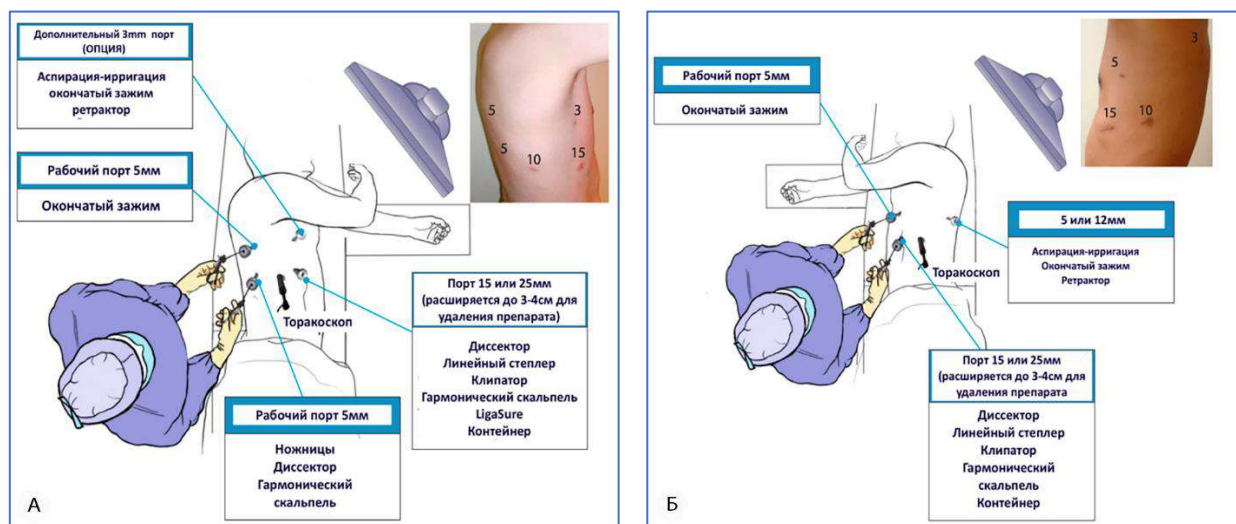 Дополнительный 3mm порт
(ОПЦИЯ)
Аспирация-ирригация
окончатый зажим
ретрактор
Рабочий порт 5мм
Окончатый зажим
5
3
5
10
15
Торакоскоп
Порт 15 или 25мм
(расширяется до 3-4см для
удаления препарата)
Диссектор
Линейный степлер
Клипатор
Гармонический скальпель
LigaSure
Контейнер
Рабочий порт 5мм
Ножницы
Диссектор
Гармонический
скальпель
А
Рабочий порт 5мм
Окончатый зажим
3
5
15
10
5 или 12мм
Аспирация-ирригация
Окончатый зажим
Ретрактор
Торакоскоп
Порт 15 или 25мм
(расширяется до 3-4см для
удаления препарата
Диссектор
Линейный степлер
Клипатор
Гармонический
скальпель
Контейнер
Б